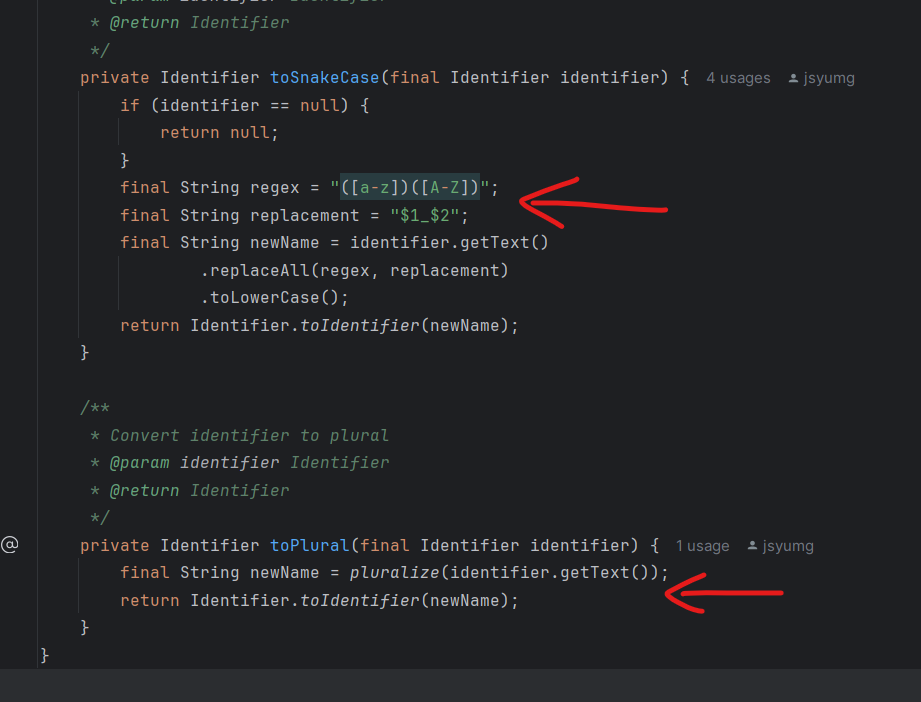 * @return Identifier
*/
private Identifier toSnakeCase(final Identifier identifier) { 4 usages jsyumg
if (identifier == null) {
return null;
}
final String regex = "([a-z])([A-Z])";
final String replacement = "$1_$2";
final String newName = identifier.getText()
.replaceAll(regex, replacement)
.toLowerCase();
return Identifier.toIdentifier(newName);
}
/**
* Convert identifier to plural
* @param identifier Identifier
* @return Identifier
*/
@ private Identifier toPlural(final Identifier identifier) { 1 usage jsyumg
final String newName = pluralize(identifier.getText());
return Identifier.toIdentifier(newName);
}
}